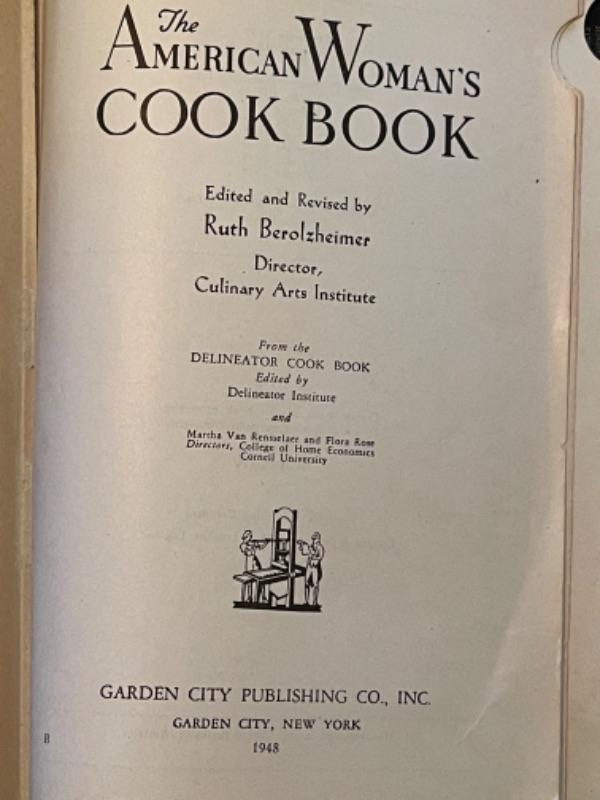 The
AMERICAN WOMAN'S
COOK BOOK
Edited and Revised by
Ruth Berolzheimer
Director,
Culinary Arts Institute
From the
DELINEATOR COOK BOOK
Edited by
Delineator Institute
and
Martha Van Rensselaer and Flora Rose
Directors, College of Home Economics
Cornell University
GARDEN CITY PUBLISHING CO., INC.
GARDEN CITY, NEW YORK
B
1948